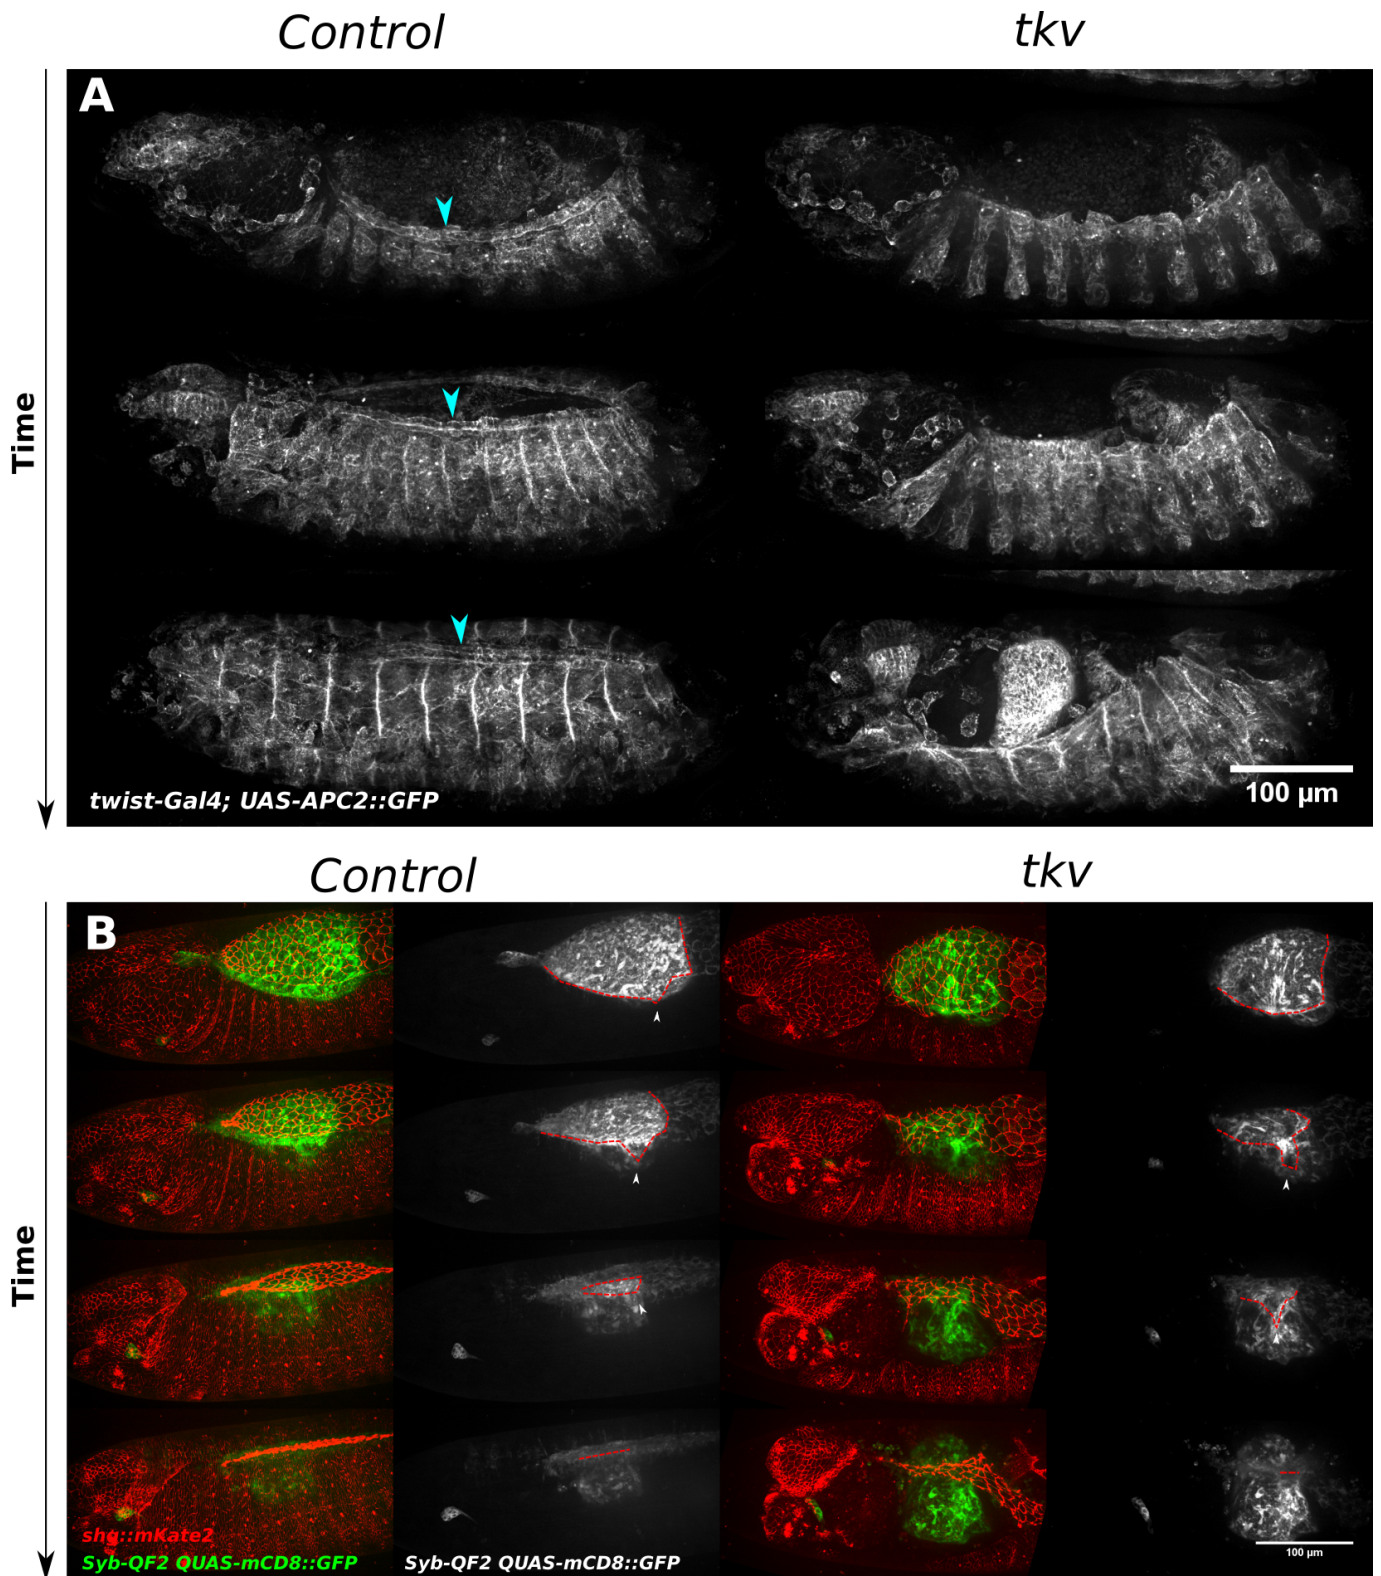 Control
tkv
A
Time
twist-Gal4; UAS-APC2::GFP
100 µm
Control
tkv
B
Time
shg::mKate2
Syb-QF2 QUAS-mCD8::GFP
Syb-QF2 QUAS-mCD8::GFP
100 µm